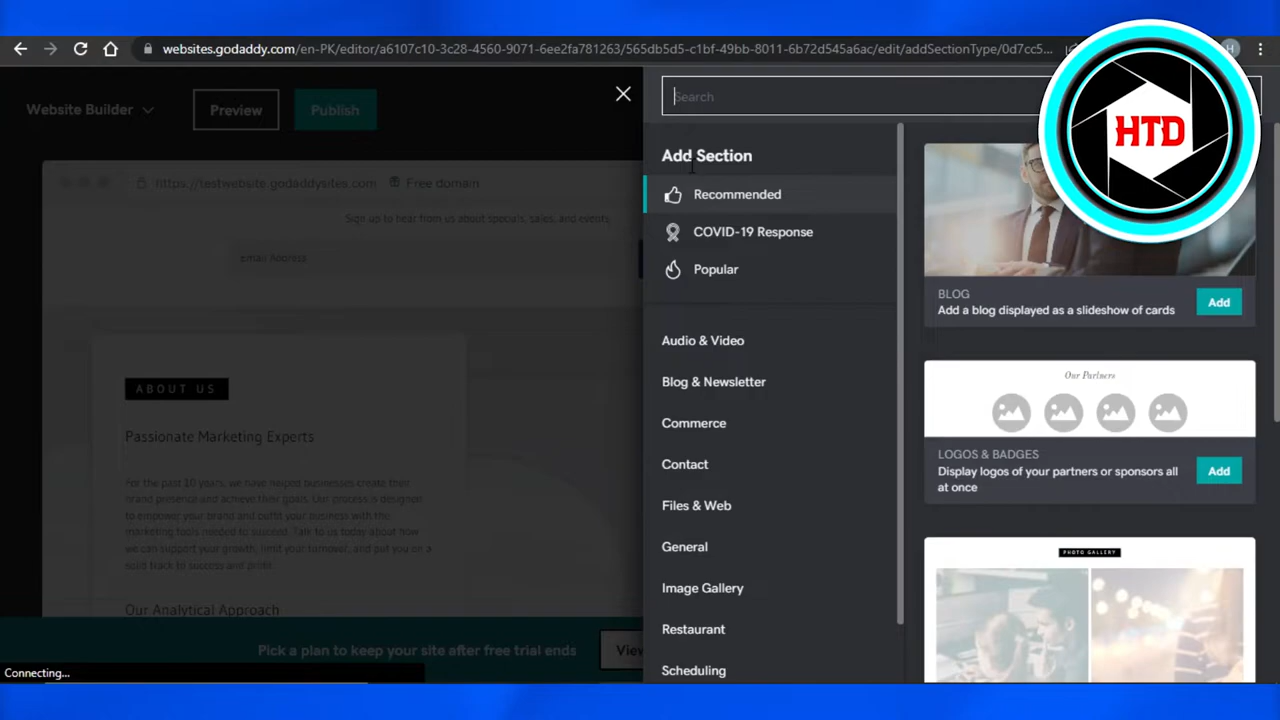 websites.godaddy.com/en-PK/editor/a6107c10-3c28-4560-9071-6ee2fa781263/565db5d5-c1bf-49bb-8011-6b72d545a6ac/edit/addSectionType/0d7cc5...
H
HTD
Website Builder
Preview
Publish
Search
https://testwebsite.godaddysites.com
Free domain
Sign up to hear from us about specials, sales, and events.
Email Address
ABOUT US
Passionate Marketing Experts
For the past 10 years, we have helped businesses create their
brand presence and achieve their goals. Our process is designed
to empower your brand and outfit your business with the
marketing tools needed to succeed. Talk to us today about how
we can support your growth, limit your turnover, and put you on a
solid track to success and profit.
Our Analytical Approach
Pick a plan to keep your site after free trial ends
View
Connecting...
Add Section
Recommended
COVID-19 Response
Popular
Audio & Video
Blog & Newsletter
Commerce
Contact
Files & Web
General
Image Gallery
Restaurant
Scheduling
BLOG
Add a blog displayed as a slideshow of cards
Add
Our Partners
LOGOS & BADGES
Display logos of your partners or sponsors all
at once
Add
PHOTO GALLERY